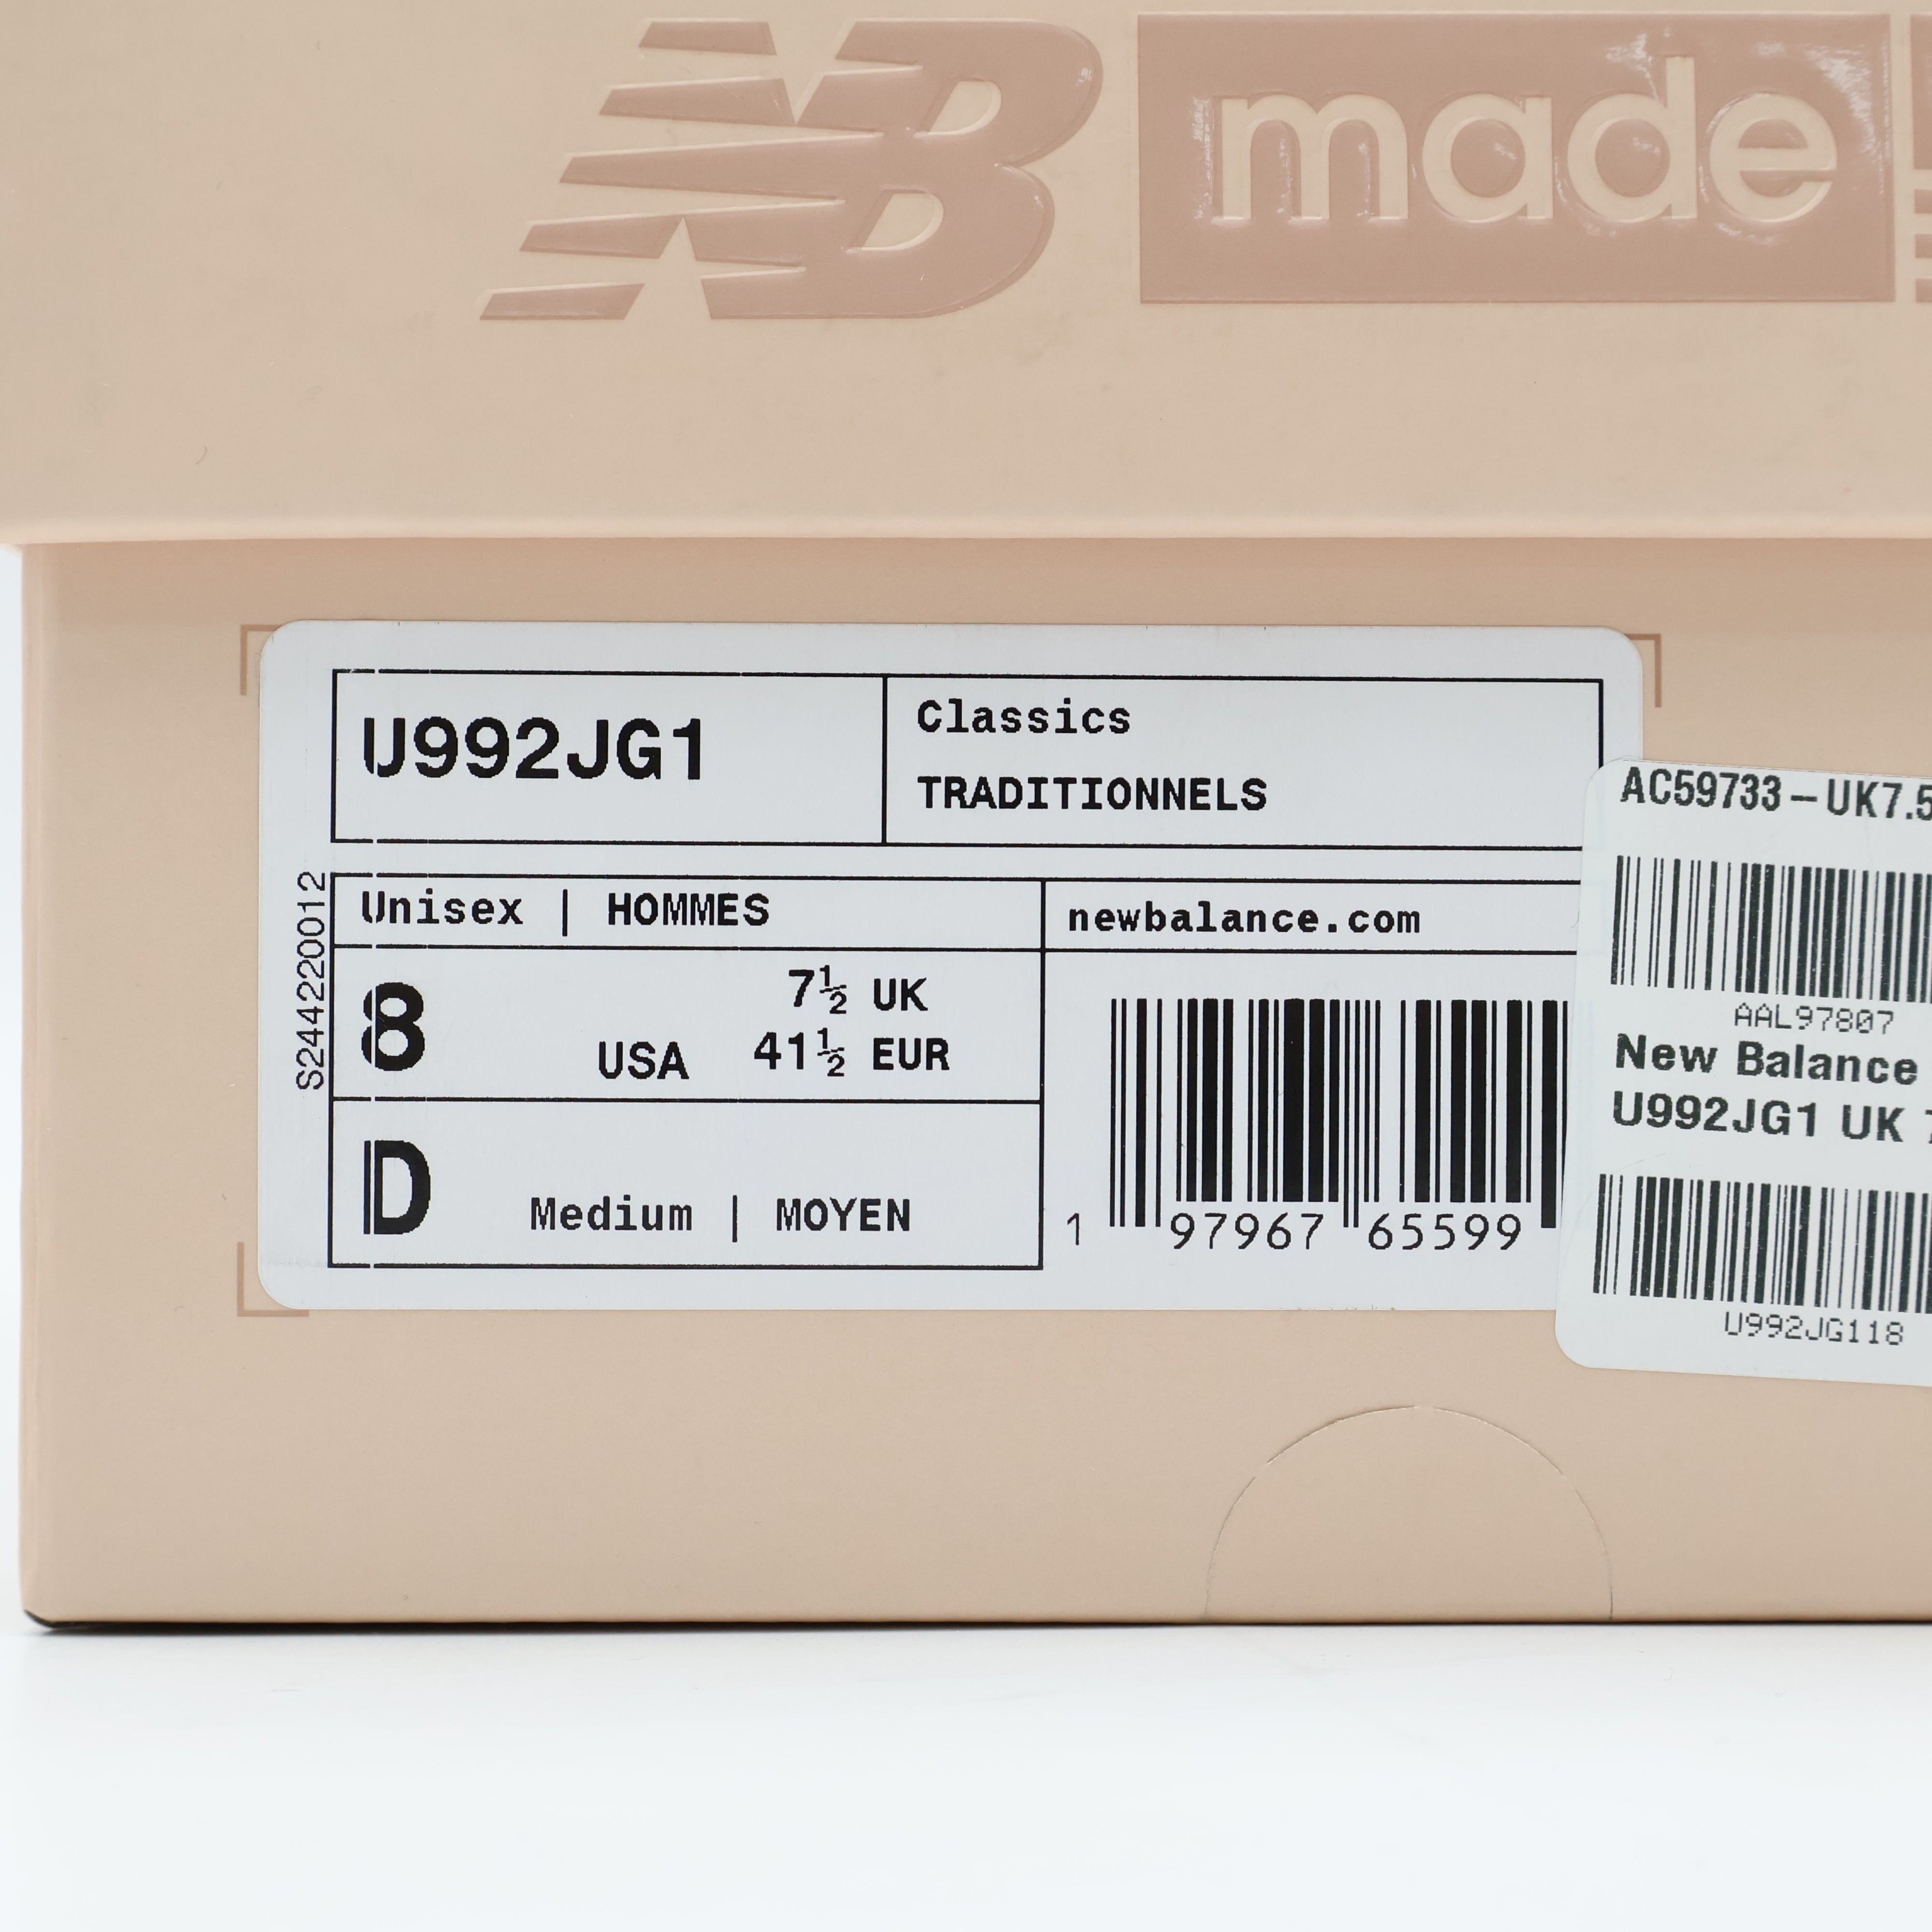 NB made
U992JG1
Classics
TRADITIONNELS
S244220012
Unisex | HOMMES
newbalance.com
8 USA
7½ UK
41½ EUR
D Medium | MOYEN
1 97967 65599
AC59733-UK7.5
AAL97807
New Balance
U992JG1 UK
U992JG118